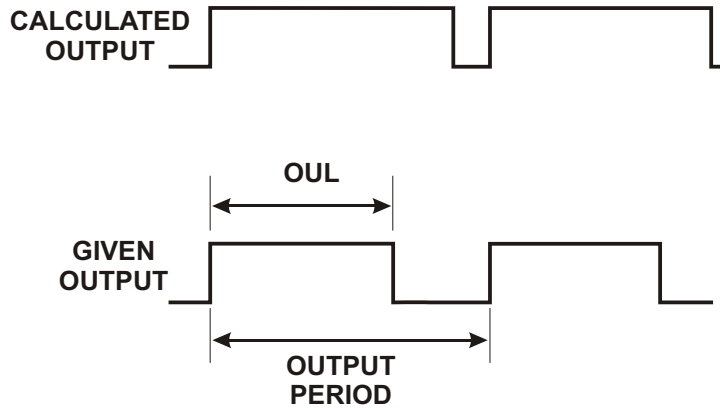 CALCULATED
OUTPUT
OUL
GIVEN
OUTPUT
OUTPUT
PERIOD